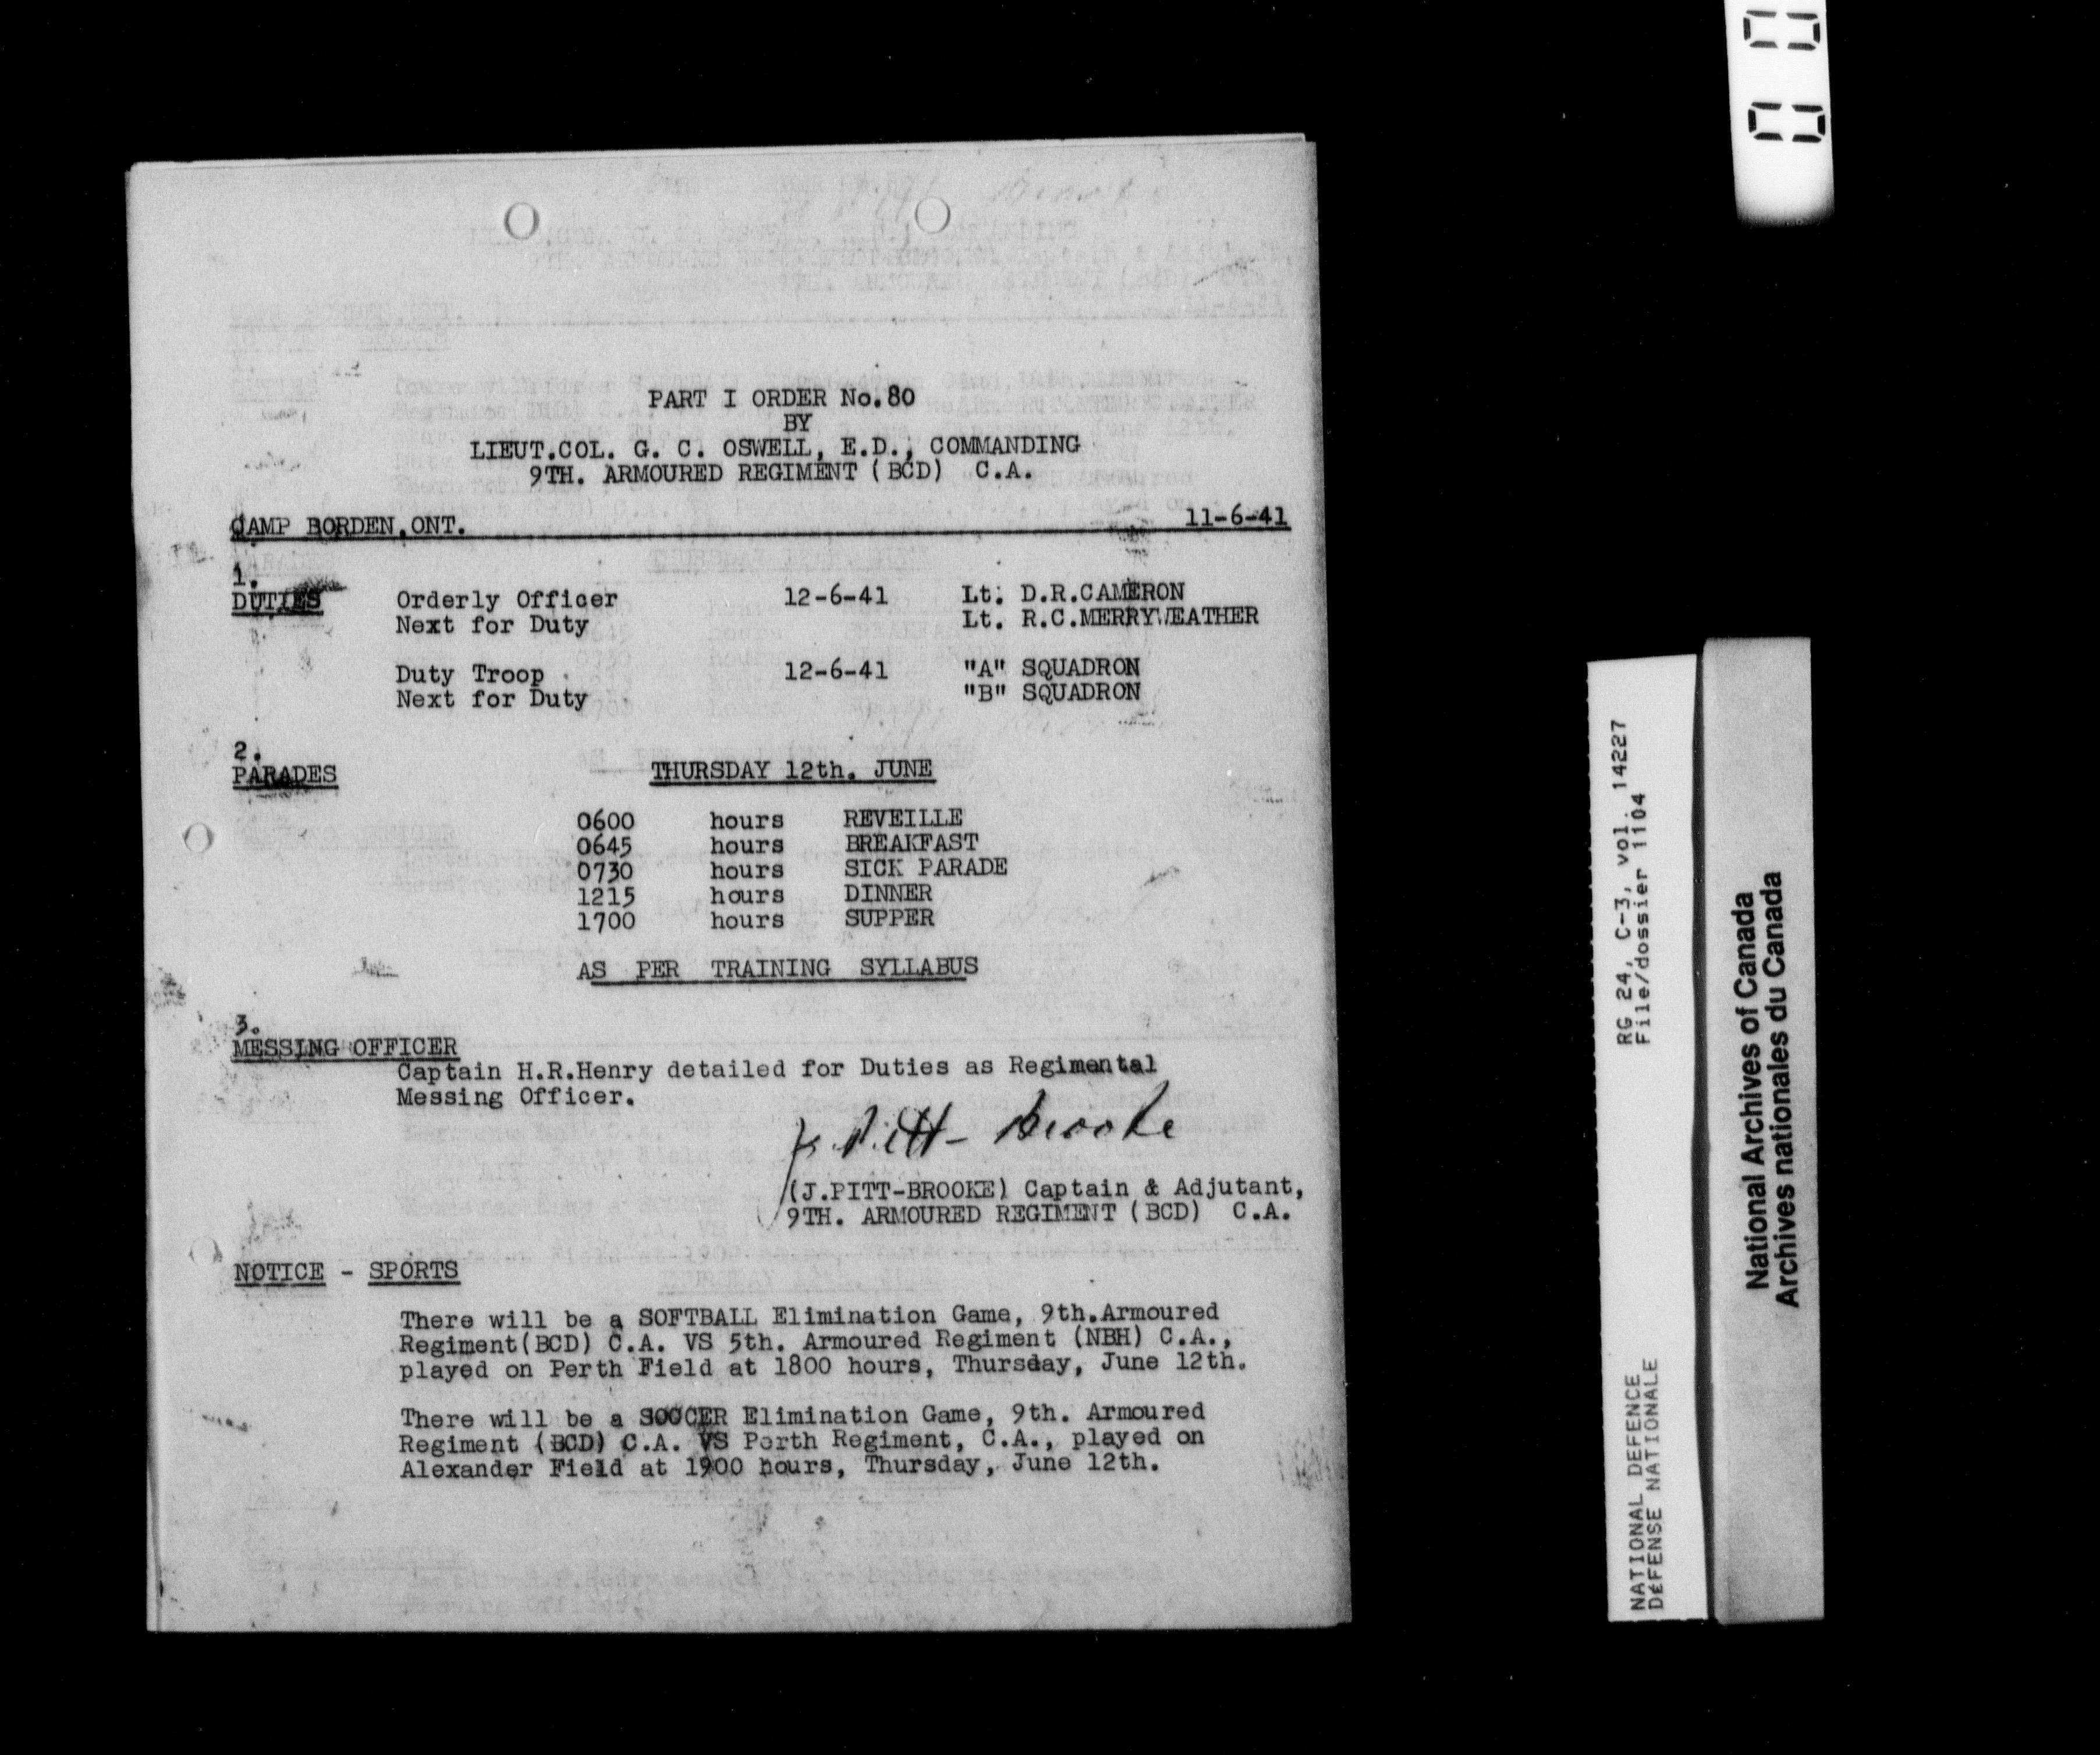 PART I ORDER No.80
BY
LIEUT.COL. G. C. OSWELL, E.D., COMMANDING
9TH. ARMOURED REGIMENT (BCD) C.A.
CAMP BORDEN,ONT. 11-6-41
1.
DUTIES Orderly Officer 12-6-41 Lt. D.R.CAMERON
Next for Duty Lt. R.C.MERRYWEATHER
Duty Troop 12-6-41 "A" SQUADRON
Next for Duty "B" SQUADRON
2.
PARADES THURSDAY 12th. JUNE
0600 hours REVEILLE
0645 hours BREAKFAST
0730 hours SICK PARADE
1215 hours DINNER
1700 hours SUPPER
AS PER TRAINING SYLLABUS
3.
MESSING OFFICER
Captain H.R.Henry detailed for Duties as Regimental
Messing Officer.
J. Pitt-Brooke
(J.PITT-BROOKE) Captain & Adjutant,
9TH. ARMOURED REGIMENT (BCD) C.A.
NOTICE - SPORTS
There will be a SOFTBALL Elimination Game, 9th.Armoured
Regiment(BCD) C.A. VS 5th. Armoured Regiment (NBH) C.A.,
played on Perth Field at 1800 hours, Thursday, June 12th.
There will be a SOCCER Elimination Game, 9th. Armoured
Regiment (BCD) C.A. VS Perth Regiment, C.A., played on
Alexander Field at 1900 hours, Thursday, June 12th.
NATIONAL DEFENCE
DéFENSE NATIONALE
RG 24, C-3, vol. 14227
File/dossier 1104
National Archives of Canada
Archives nationales du Canada